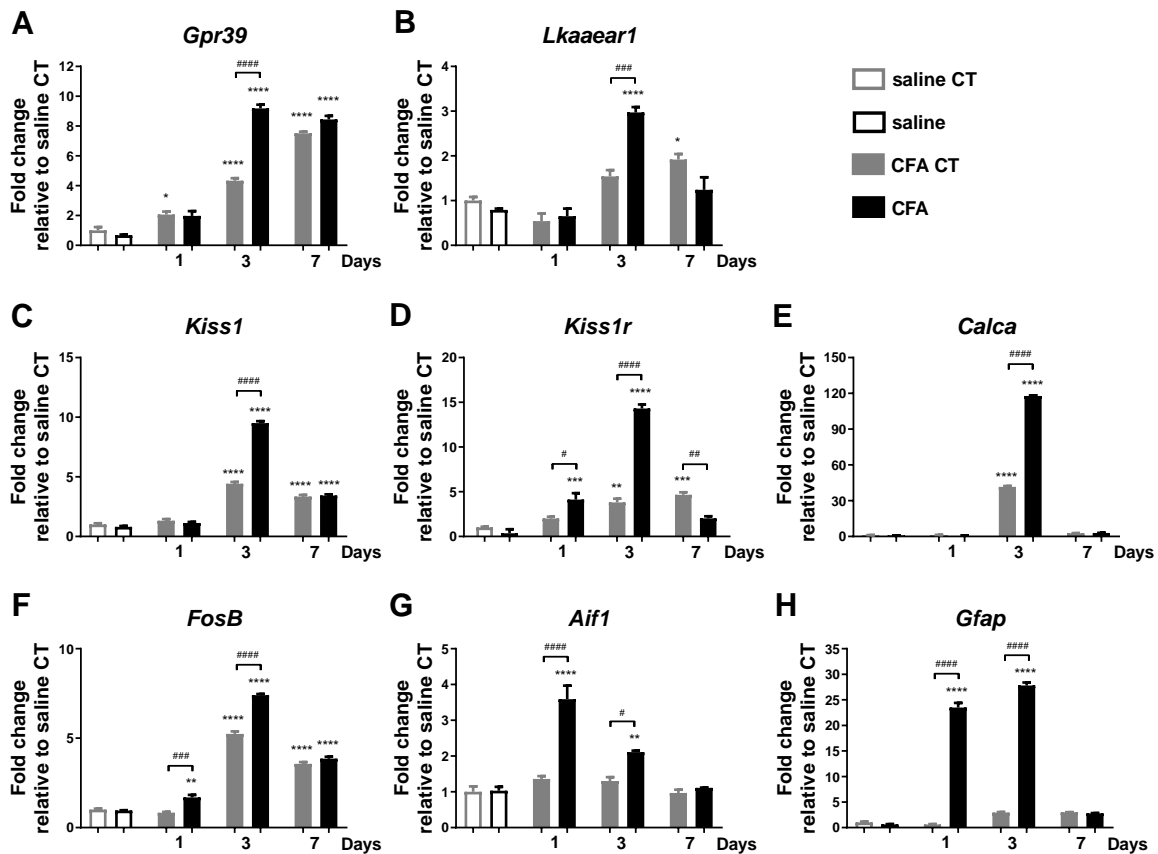 A
Gpr39
Fold change
relative to saline CT
12
10
8
6
4
2
0
*
****
####
****
****
****
1
3
7
Days
B
Lkaaear1
Fold change
relative to saline CT
4
3
2
1
0
###
****
*
1
3
7
Days
saline CT
saline
CFA CT
CFA
C
Kiss1
Fold change
relative to saline CT
15
10
5
0
****
####
****
****
****
1
3
7
Days
D
Kiss1r
Fold change
relative to saline CT
20
15
10
5
0
#
***
**
####
****
***
##
1
3
7
Days
E
Calca
Fold change
relative to saline CT
150
120
90
60
30
0
****
####
****
1
3
7
Days
F
FosB
Fold change
relative to saline CT
10
5
0
###
**
****
####
****
****
****
1
3
7
Days
G
Aif1
Fold change
relative to saline CT
5
4
3
2
1
0
####
****
#
**
1
3
7
Days
H
Gfap
Fold change
relative to saline CT
35
30
25
20
15
10
5
0
####
****
####
****
1
3
7
Days